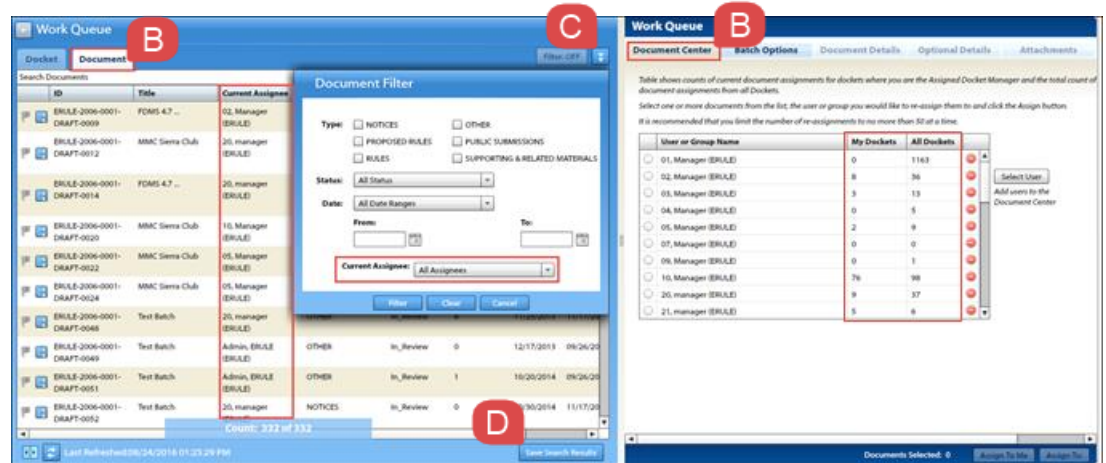 Work Queue
B
C
Docket
Document
Filter: OFF
Search Documents
ID
Title
Current Assignee
ERULE-2006-0001-
DRAFT-0009
FDMS 4.7 ...
02, Manager
(ERULE)
ERULE-2006-0001-
DRAFT-0012
MMC Sierra Club
20, manager
(ERULE)
ERULE-2006-0001-
DRAFT-0014
FDMS 4.7 ...
20, manager
(ERULE)
ERULE-2006-0001-
DRAFT-0020
MMC Sierra Club
10, Manager
(ERULE)
ERULE-2006-0001-
DRAFT-0022
MMC Sierra Club
05, Manager
(ERULE)
ERULE-2006-0001-
DRAFT-0024
MMC Sierra Club
05, Manager
(ERULE)
ERULE-2006-0001-
DRAFT-0048
Test Batch
20, manager
(ERULE)
ERULE-2006-0001-
DRAFT-0049
Test Batch
Admin, ERULE
(ERULE)
OTHER
In_Review
0
12/17/2013
09/26/20
ERULE-2006-0001-
DRAFT-0051
Test Batch
Admin, ERULE
(ERULE)
OTHER
In_Review
1
10/20/2014
09/26/20
ERULE-2006-0001-
DRAFT-0052
Test Batch
20, manager
NOTICES
In_Review
0
/30/2014
11/17/20
Count: 332 of 332
D
Last Refreshed:08/24/2016 01:25:29 PM
Save Search Results
Document Filter
Type:
NOTICES
OTHER
PROPOSED RULES
PUBLIC SUBMISSIONS
RULES
SUPPORTING & RELATED MATERIALS
Status:
All Status
Date:
All Date Ranges
From:
To:
Current Assignee:
All Assignees
Filter
Clear
Cancel
Work Queue
B
Document Center
Batch Options
Document Details
Optional Details
Attachments
Table shows counts of current document assignments for dockets where you are the Assigned Docket Manager and the total count of
document assignments from all Dockets.
Select one or more documents from the list, the user or group you would like to re-assign them to and click the Assign button.
It is recommended that you limit the number of re-assignments to no more than 50 at a time.
User or Group Name
My Dockets
All Dockets
01, Manager (ERULE)
0
1163
02, Manager (ERULE)
8
36
03, Manager (ERULE)
3
13
04, Manager (ERULE)
0
5
05, Manager (ERULE)
2
9
07, Manager (ERULE)
0
0
09, Manager (ERULE)
0
1
10, Manager (ERULE)
76
98
20, manager (ERULE)
9
37
21, manager (ERULE)
5
6
Select User
Add users to the
Document Center
Documents Selected: 0
Assign To Me
Assign To